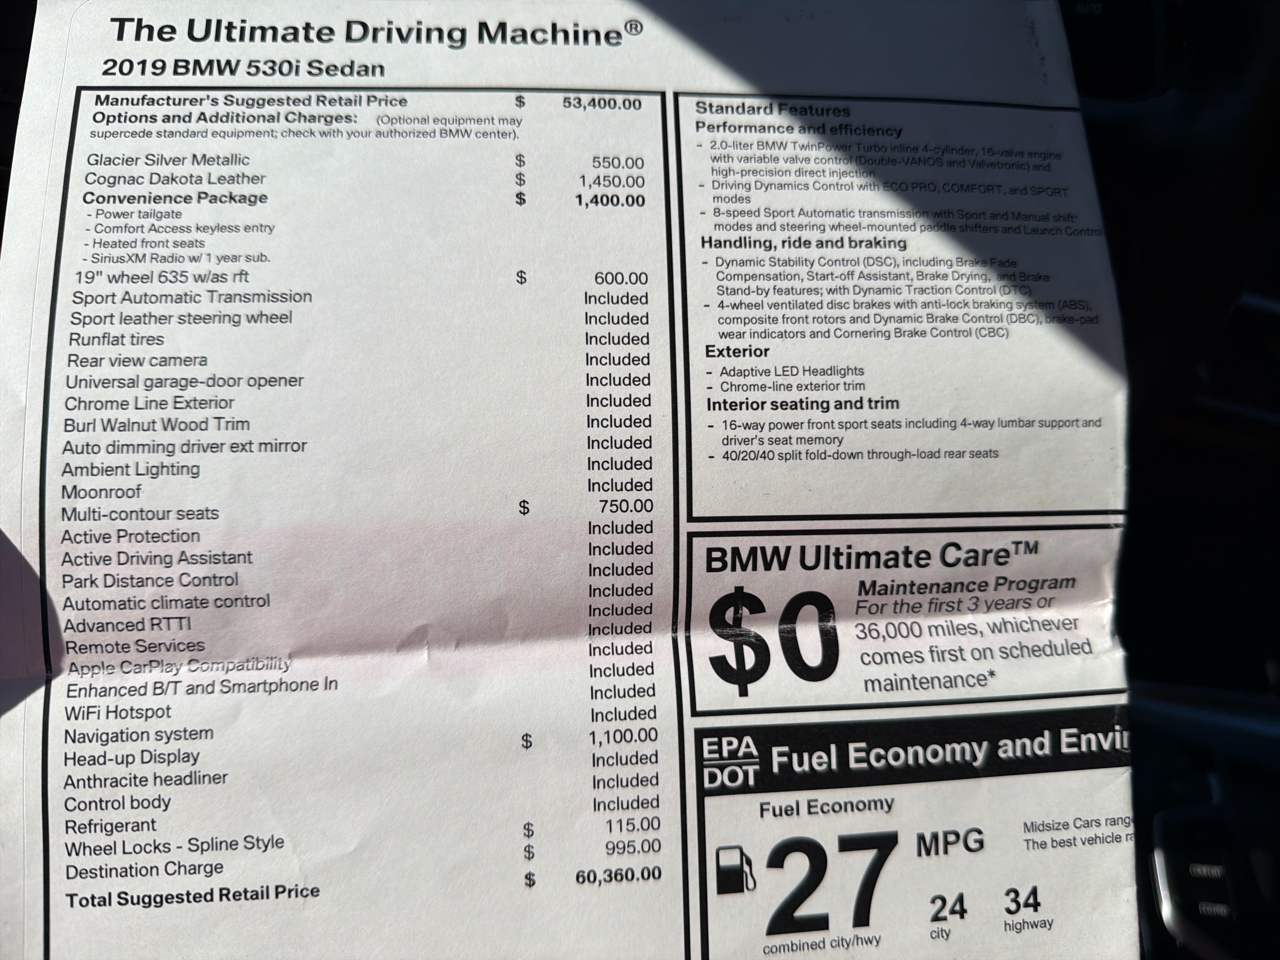 The Ultimate Driving Machine®
2019 BMW 530i Sedan
Manufacturer's Suggested Retail Price $ 53,400.00
Options and Additional Charges: (Optional equipment may
supercede standard equipment; check with your authorized BMW center).
Glacier Silver Metallic $ 550.00
Cognac Dakota Leather $ 1,450.00
Convenience Package $ 1,400.00
- Power tailgate
- Comfort Access keyless entry
- Heated front seats
- SiriusXM Radio w/ 1 year sub.
19" wheel 635 w/as rft $ 600.00
Sport Automatic Transmission Included
Sport leather steering wheel Included
Runflat tires Included
Rear view camera Included
Universal garage-door opener Included
Chrome Line Exterior Included
Burl Walnut Wood Trim Included
Auto dimming driver ext mirror Included
Ambient Lighting Included
Moonroof Included
Multi-contour seats $ 750.00
Active Protection Included
Active Driving Assistant Included
Park Distance Control Included
Automatic climate control Included
Advanced RTTI Included
Remote Services Included
Apple CarPlay Compatibility Included
Enhanced B/T and Smartphone In Included
WiFi Hotspot Included
Navigation system Included
Head-up Display $ 1,100.00
Anthracite headliner Included
Control body Included
Refrigerant Included
Wheel Locks - Spline Style $ 115.00
Destination Charge $ 995.00
Total Suggested Retail Price $ 60,360.00
Standard Features
Performance and efficiency
- 2.0-liter BMW TwinPower Turbo inline 4-cylinder, 16-valve engine
with variable valve control (Double-VANOS and Valvetronic) and
high-precision direct injection
- Driving Dynamics Control with ECO PRO, COMFORT, and SPORT
modes
- 8-speed Sport Automatic transmission with Sport and Manual shift
modes and steering wheel-mounted paddle shifters and Launch Control
Handling, ride and braking
- Dynamic Stability Control (DSC), including Brake Fade
Compensation, Start-off Assistant, Brake Drying, and Brake
Stand-by features; with Dynamic Traction Control (DTC)
- 4-wheel ventilated disc brakes with anti-lock braking system (ABS),
composite front rotors and Dynamic Brake Control (DBC), brake-pad
wear indicators and Cornering Brake Control (CBC)
Exterior
- Adaptive LED Headlights
- Chrome-line exterior trim
Interior seating and trim
- 16-way power front sport seats including 4-way lumbar support and
driver's seat memory
- 40/20/40 split fold-down through-load rear seats
BMW Ultimate Care™
$0
Maintenance Program
For the first 3 years or
36,000 miles, whichever
comes first on scheduled
maintenance*
EPA
DOT
Fuel Economy and Envir
Fuel Economy
27 MPG
combined city/hwy
24
city
34
highway
Midsize Cars rang
The best vehicle ra